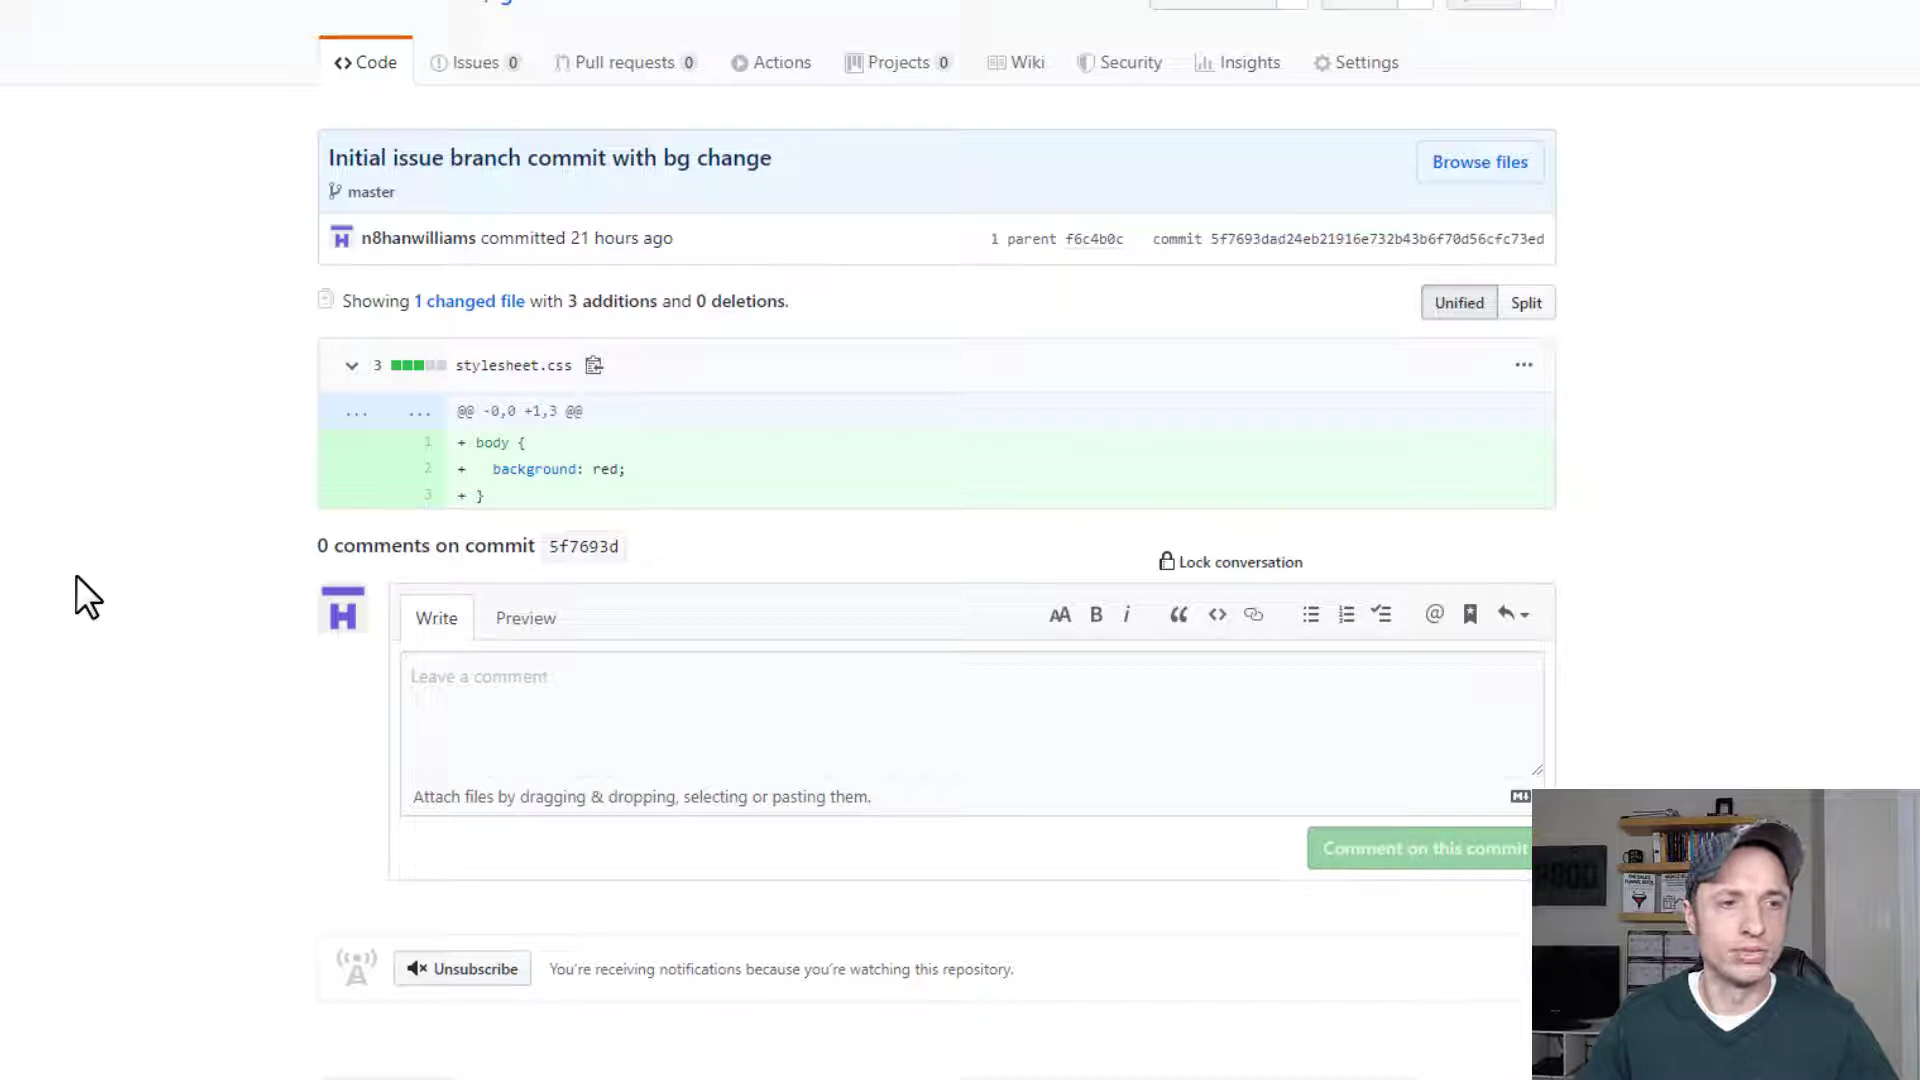 Code Issues 0 Pull requests 0 Actions Projects 0 Wiki Security Insights Settings
Initial issue branch commit with bg change
Browse files
master
n8hanwilliams committed 21 hours ago
1 parent f6c4b0c commit 5f7693dad24eb21916e732b43b6f70d56cfc73ed
Showing 1 changed file with 3 additions and 0 deletions.
Unified Split
3 stylesheet.css
... ... @@ -0,0 +1,3 @@
1 + body {
2 + background: red;
3 + }
0 comments on commit 5f7693d
Lock conversation
Write Preview
Leave a comment
Attach files by dragging & dropping, selecting or pasting them.
Comment on this commit
Unsubscribe You're receiving notifications because you're watching this repository.